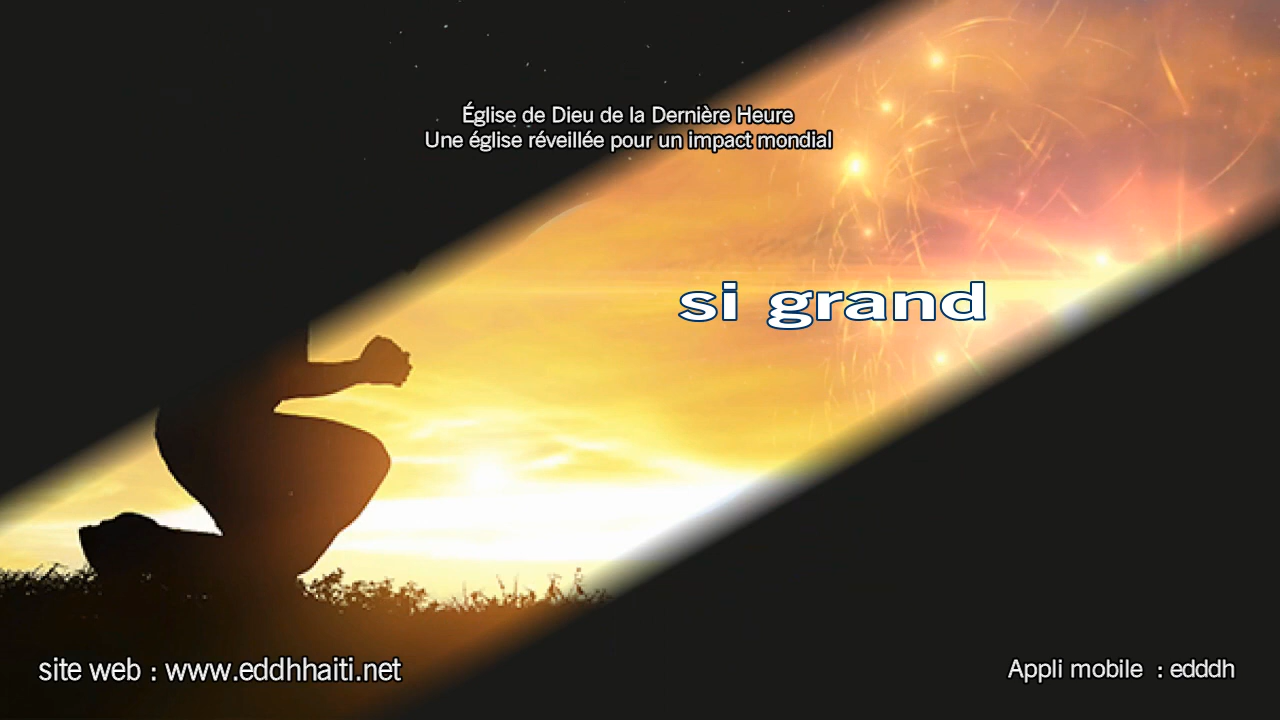 Église de Dieu de la Dernière Heure
Une église réveillée pour un impact mondial
si grand
site web : www.eddhhaiti.net
Appli mobile : edddh